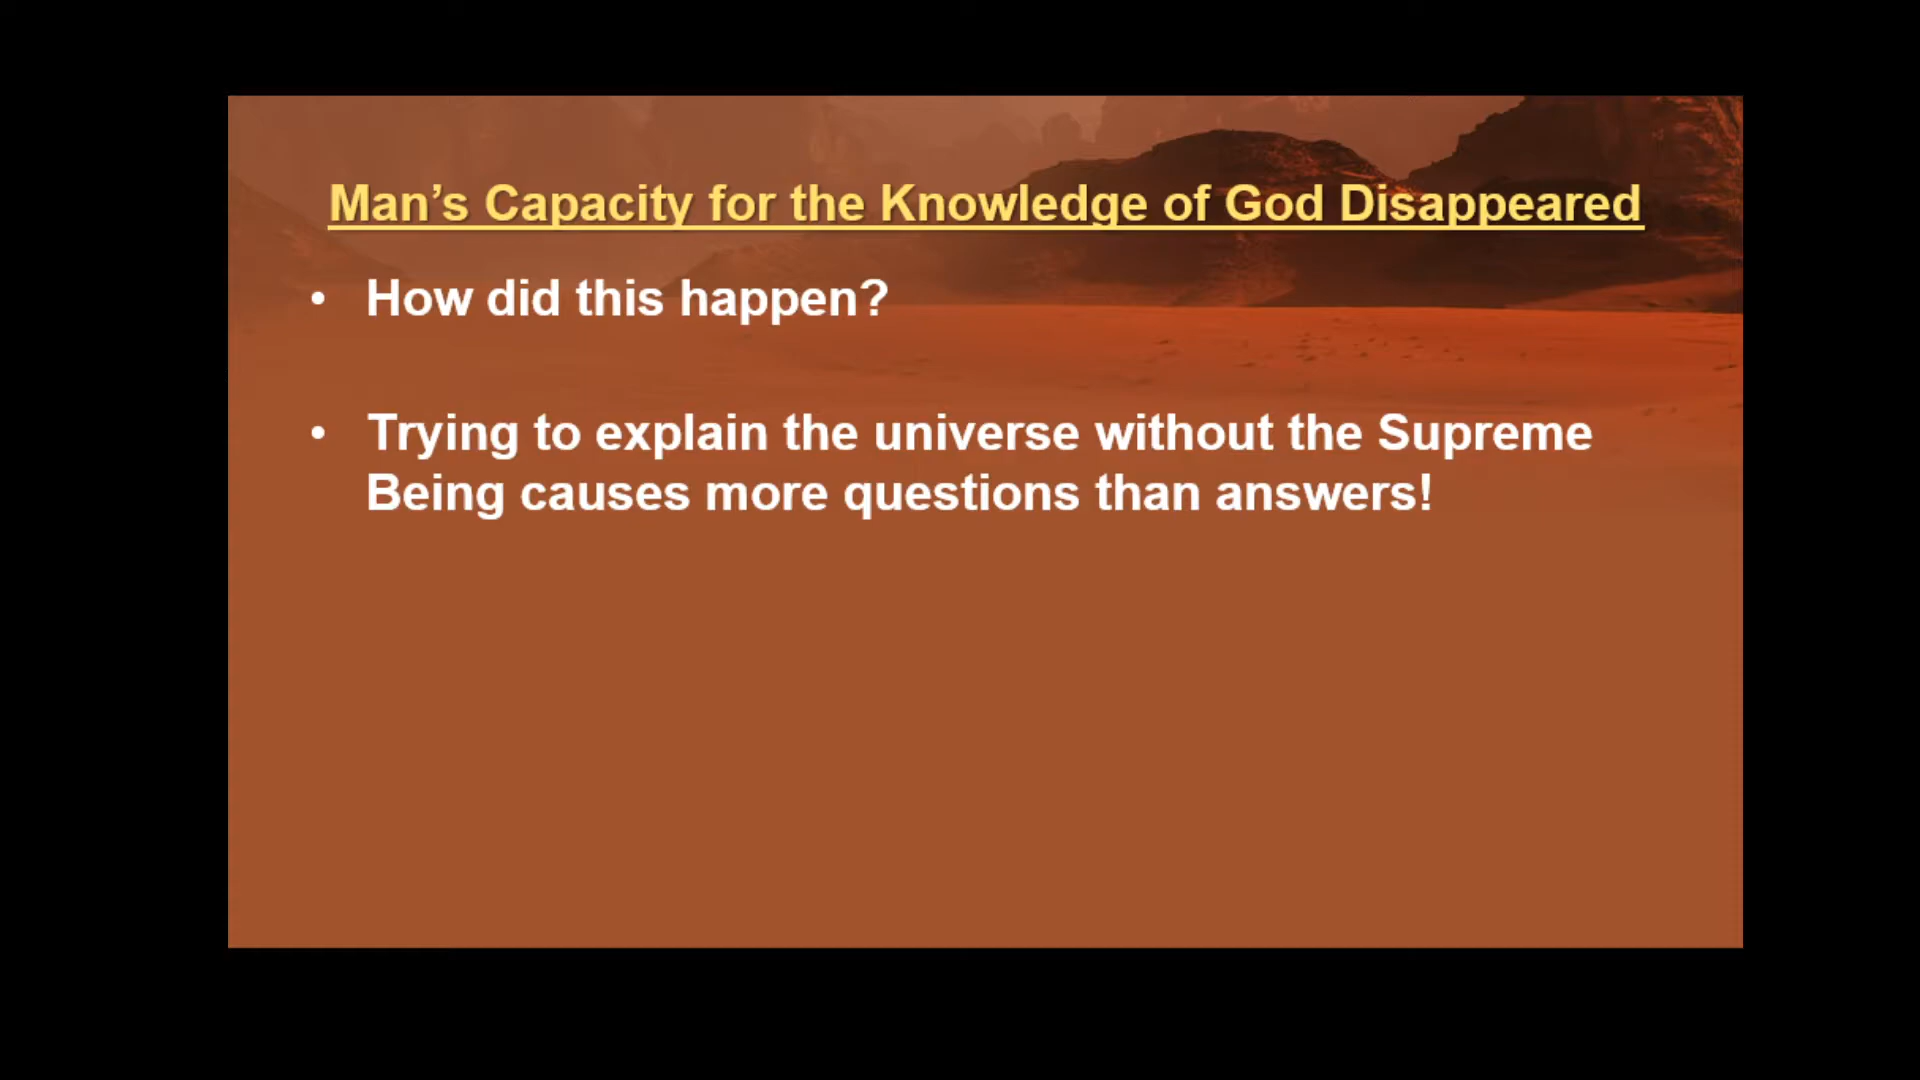 Man’s Capacity for the Knowledge of God Disappeared
• How did this happen?
• Trying to explain the universe without the Supreme
Being causes more questions than answers!